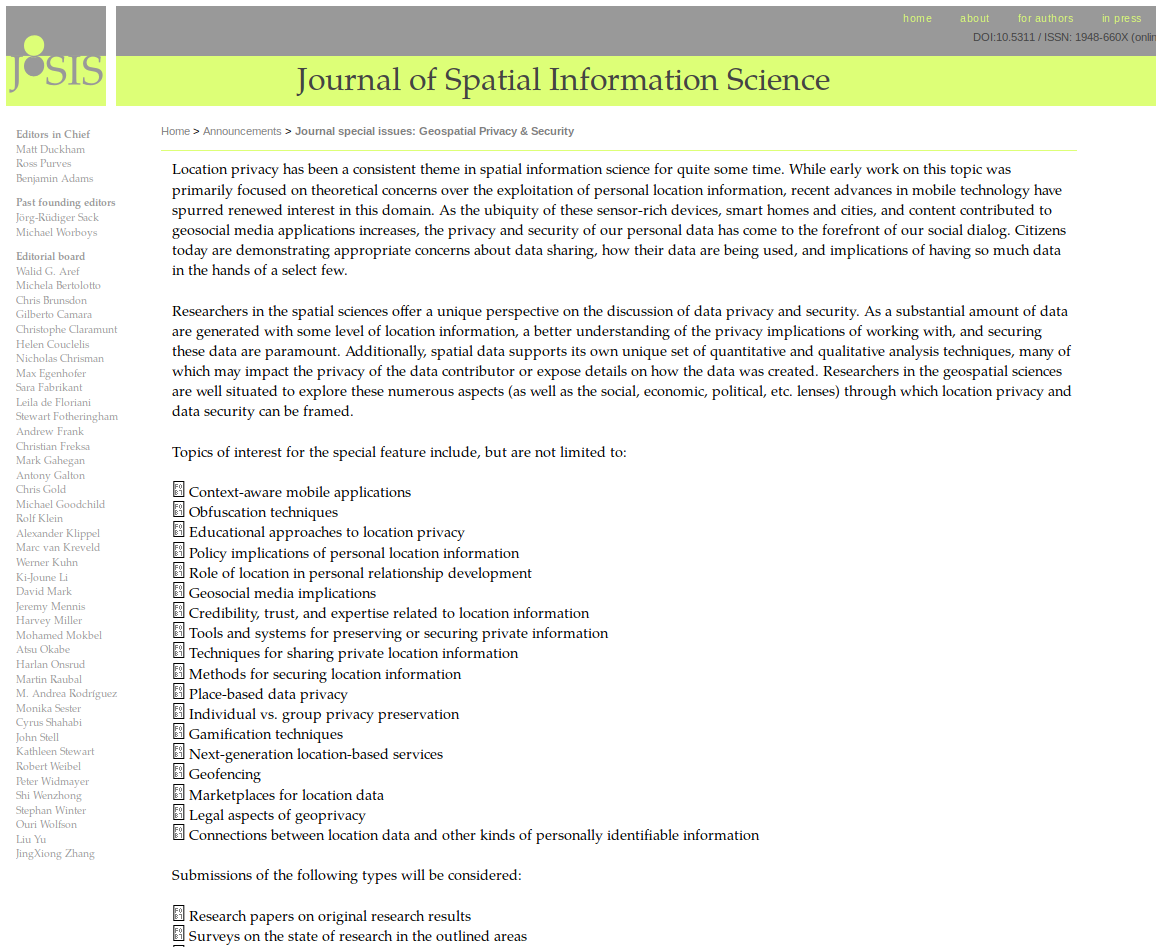 home about for authors in press
DOI:10.5311 / ISSN: 1948-660X (onlin
JOSIS
Journal of Spatial Information Science
Editors in Chief
Matt Duckham
Ross Purves
Benjamin Adams
Past founding editors
Jörg-Rüdiger Sack
Michael Worboys
Editorial board
Walid G. Aref
Michela Bertolotto
Chris Brunsdon
Gilberto Camara
Christophe Claramunt
Helen Couclelis
Nicholas Chrisman
Max Egenhofer
Sara Fabrikant
Leila de Floriani
Stewart Fotheringham
Andrew Frank
Christian Freksa
Mark Gahegan
Antony Galton
Chris Gold
Michael Goodchild
Rolf Klein
Alexander Klippel
Marc van Kreveld
Werner Kuhn
Ki-Joune Li
David Mark
Jeremy Mennis
Harvey Miller
Mohamed Mokbel
Atsu Okabe
Harlan Onsrud
Martin Raubal
M. Andrea Rodríguez
Monika Sester
Cyrus Shahabi
John Stell
Kathleen Stewart
Robert Weibel
Peter Widmayer
Shi Wenzhong
Stephan Winter
Ouri Wolfson
Liu Yu
JingXiong Zhang
Home > Announcements > Journal special issues: Geospatial Privacy & Security
Location privacy has been a consistent theme in spatial information science for quite some time. While early work on this topic was
primarily focused on theoretical concerns over the exploitation of personal location information, recent advances in mobile technology have
spurred renewed interest in this domain. As the ubiquity of these sensor-rich devices, smart homes and cities, and content contributed to
geosocial media applications increases, the privacy and security of our personal data has come to the forefront of our social dialog. Citizens
today are demonstrating appropriate concerns about data sharing, how their data are being used, and implications of having so much data
in the hands of a select few.
Researchers in the spatial sciences offer a unique perspective on the discussion of data privacy and security. As a substantial amount of data
are generated with some level of location information, a better understanding of the privacy implications of working with, and securing
these data are paramount. Additionally, spatial data supports its own unique set of quantitative and qualitative analysis techniques, many of
which may impact the privacy of the data contributor or expose details on how the data was created. Researchers in the geospatial sciences
are well situated to explore these numerous aspects (as well as the social, economic, political, etc. lenses) through which location privacy and
data security can be framed.
Topics of interest for the special feature include, but are not limited to:
Context-aware mobile applications
Obfuscation techniques
Educational approaches to location privacy
Policy implications of personal location information
Role of location in personal relationship development
Geosocial media implications
Credibility, trust, and expertise related to location information
Tools and systems for preserving or securing private information
Techniques for sharing private location information
Methods for securing location information
Place-based data privacy
Individual vs. group privacy preservation
Gamification techniques
Next-generation location-based services
Geofencing
Marketplaces for location data
Legal aspects of geoprivacy
Connections between location data and other kinds of personally identifiable information
Submissions of the following types will be considered:
Research papers on original research results
Surveys on the state of research in the outlined areas